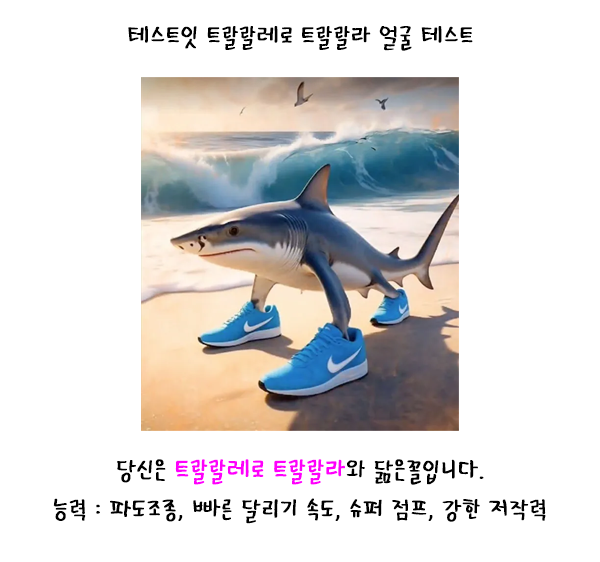 테스트잇 트랄랄레로 트랄랄라 얼굴 테스트
당신은 트랄랄레로 트랄랄라와 닮은꼴입니다.
능력 : 파도조종, 빠른 달리기 속도, 슈퍼 점프, 강한 저작력